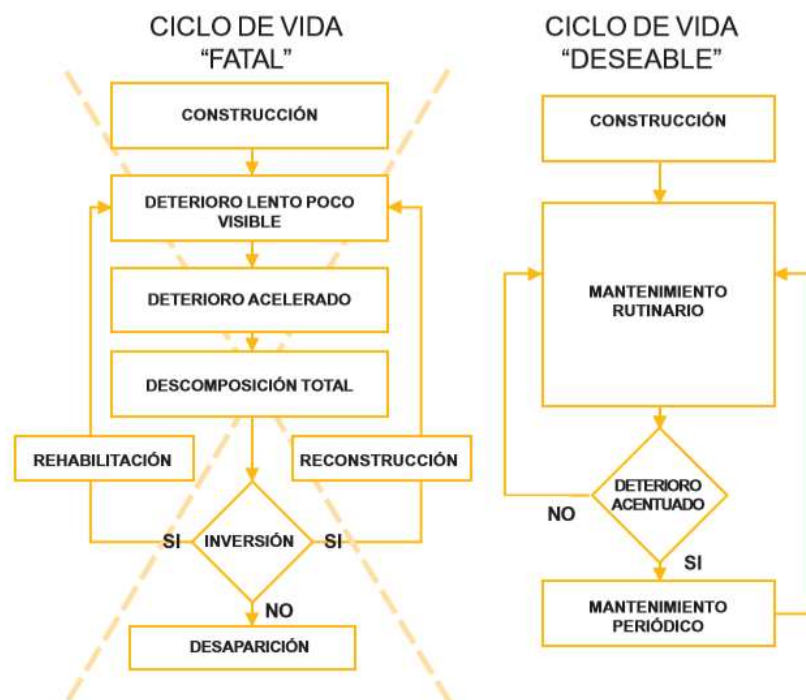 CICLO DE VIDA
“FATAL”
CONSTRUCCIÓN
DETERIORO LENTO POCO
VISIBLE
DETERIORO ACELERADO
DESCOMPOSICIÓN TOTAL
REHABILITACIÓN
RECONSTRUCCIÓN
SI
INVERSIÓN
SI
NO
DESAPARICIÓN
CICLO DE VIDA
“DESEABLE”
CONSTRUCCIÓN
MANTENIMIENTO
RUTINARIO
DETERIORO
ACENTUADO
NO
SI
MANTENIMIENTO
PERIÓDICO